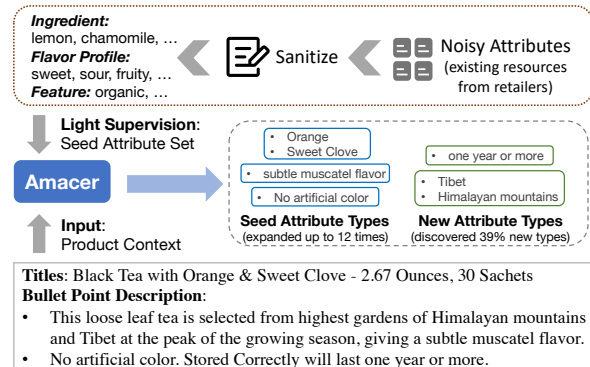 Ingredient:
lemon, chamomile, …
Flavor Profile:
sweet, sour, fruity, …
Feature: organic, …
Sanitize
Noisy Attributes
(existing resources
from retailers)
Light Supervision:
Seed Attribute Set
Amacer
Input:
Product Context
• Orange
• Sweet Clove
• subtle muscatel flavor
• No artificial color
Seed Attribute Types
(expanded up to 12 times)
• one year or more
• Tibet
• Himalayan mountains
New Attribute Types
(discovered 39% new types)
Titles: Black Tea with Orange & Sweet Clove - 2.67 Ounces, 30 Sachets
Bullet Point Description:
• This loose leaf tea is selected from highest gardens of Himalayan mountains
and Tibet at the peak of the growing season, giving a subtle muscatel flavor.
• No artificial color. Stored Correctly will last one year or more.